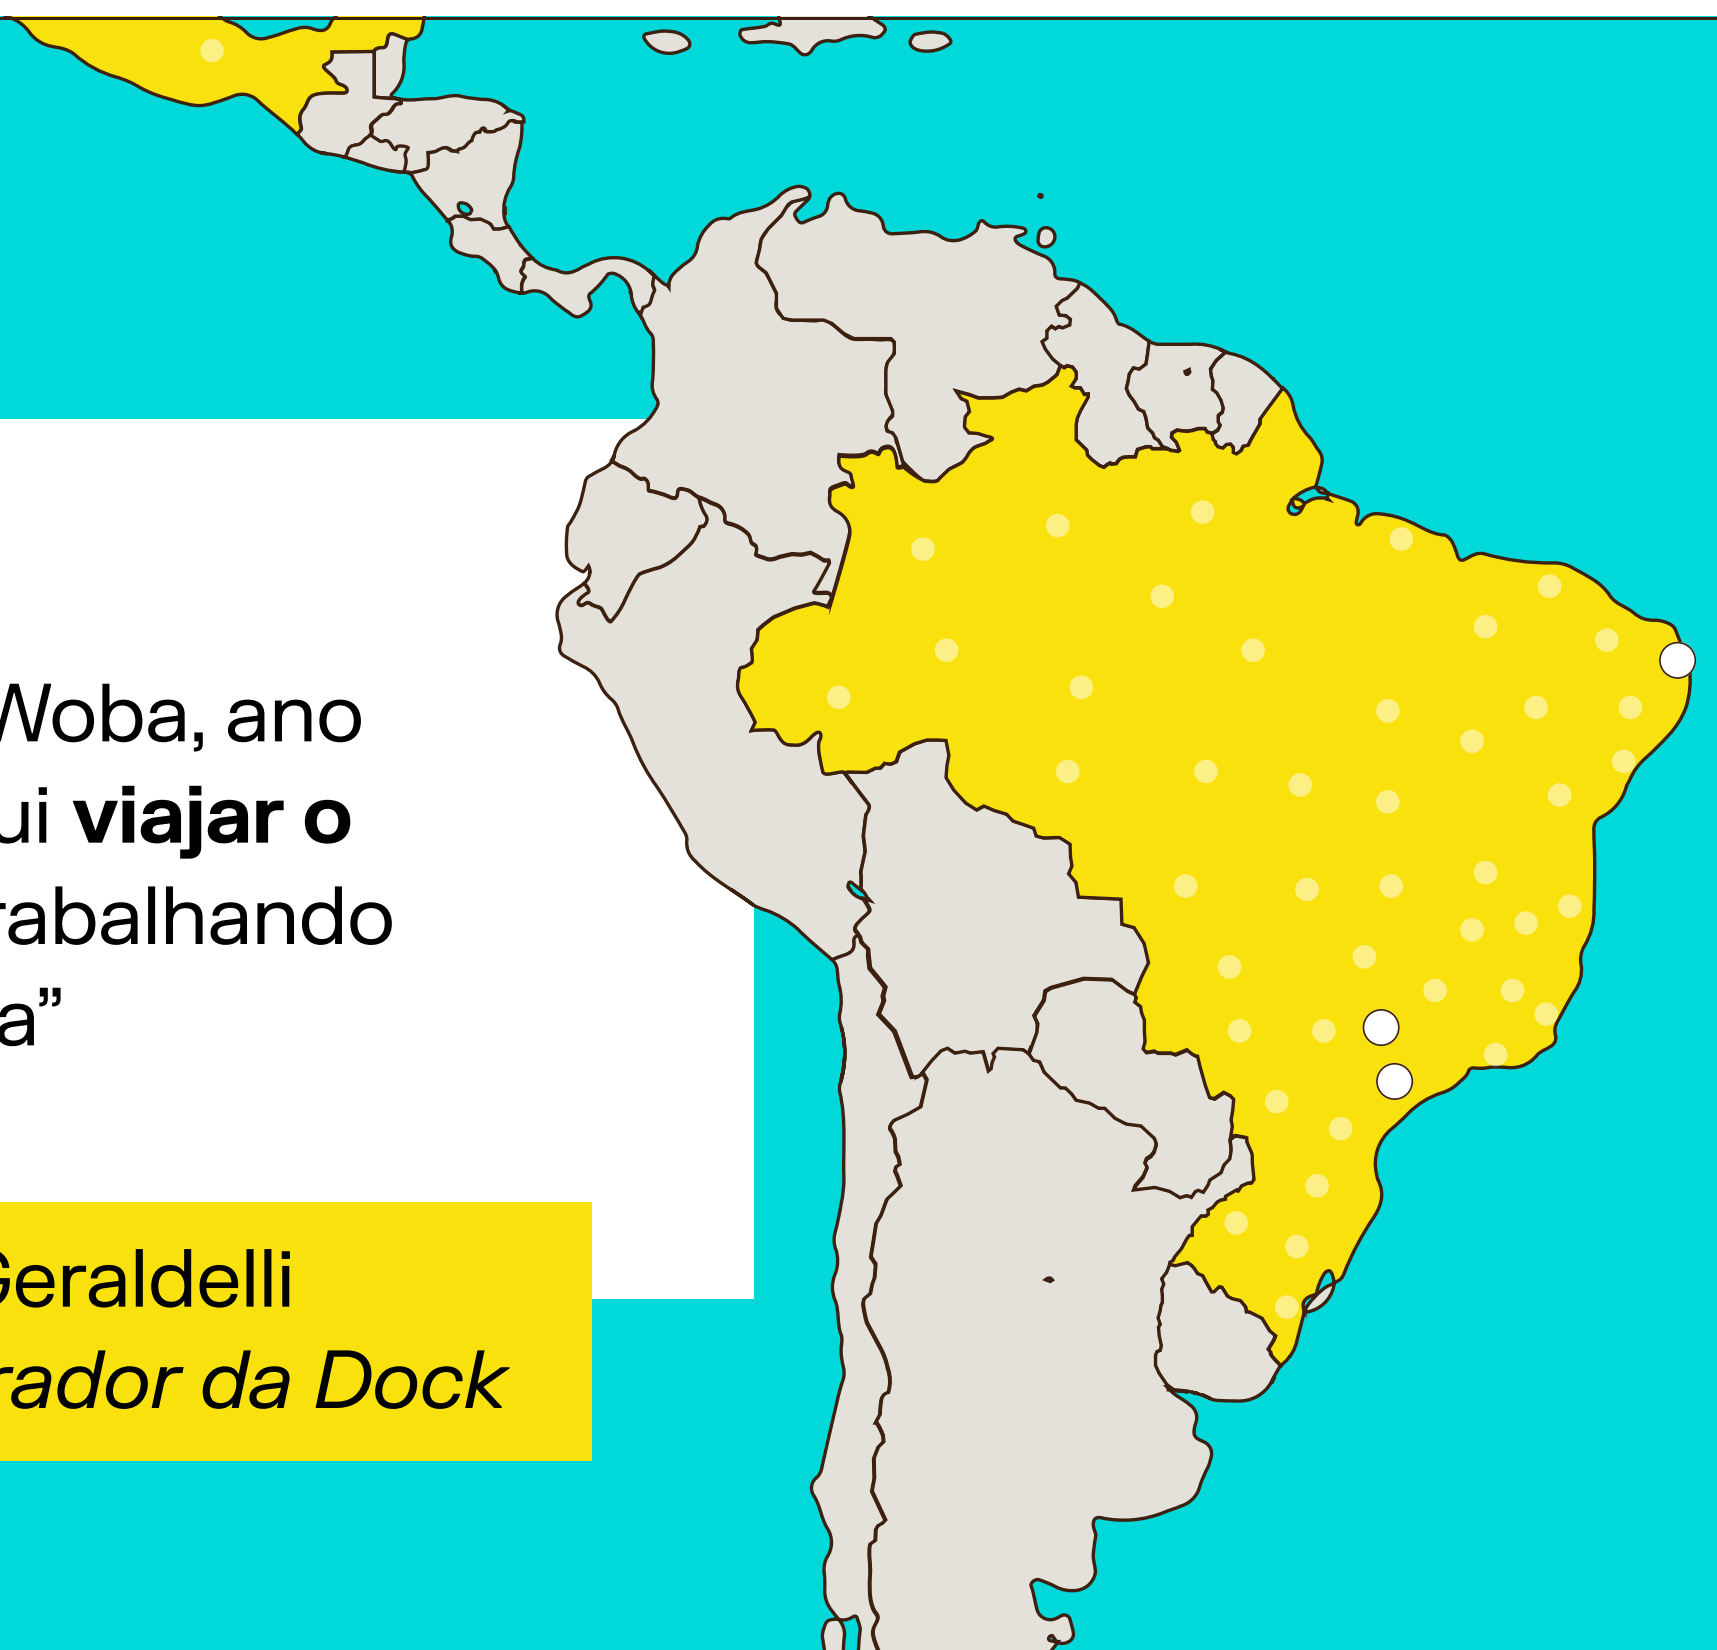 Woba, ano
ui viajar o
rabalhando
a”
Geraldelli
rador da Dock